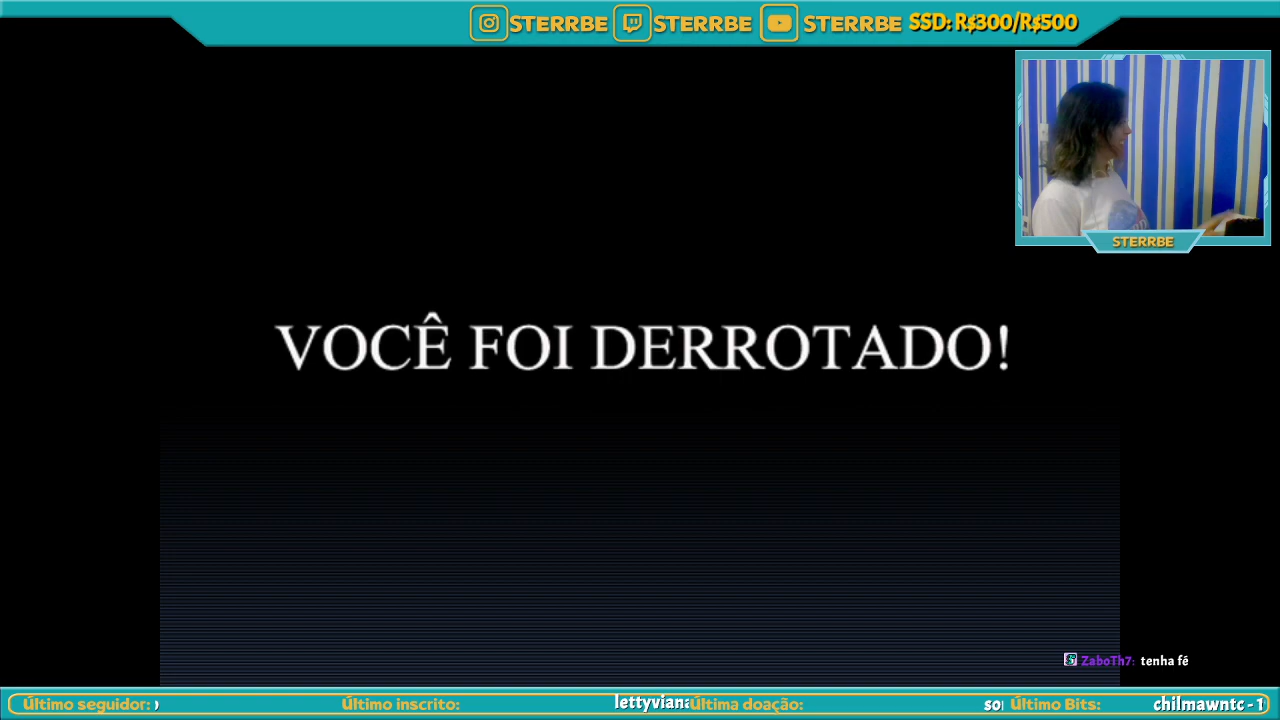 STERRBE STERRBE STERRBE SSD: R$300/R$500
STERRBE
VOCÊ FOI DERROTADO!
ZaboTh7: tenha fé
Último seguidor: Último inscrito: lettyviana Última doação: Último Bits: chilmawntc - 1